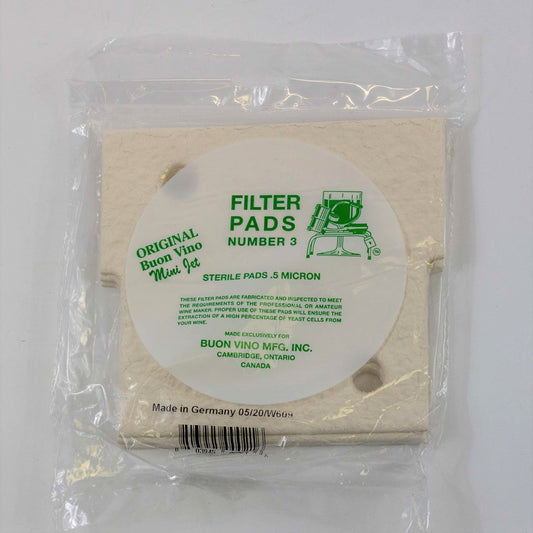 FILTER
PADS
NUMBER 3
ORIGINAL
Buon Vino
Mini Jet
STERILE PADS .5 MICRON
THESE FILTER PADS ARE FABRICATED AND INSPECTED TO MEET
THE REQUIREMENTS OF THE PROFESSIONAL OR AMATEUR
WINE MAKER. PROPER USE OF THESE PADS WILL ENSURE THE
EXTRACTION OF A HIGH PERCENTAGE OF YEAST CELLS FROM
YOUR WINE.
MADE EXCLUSIVELY FOR
BUON VINO MFG. INC.
CAMBRIDGE, ONTARIO
CANADA
Made in Germany 05/20/W609